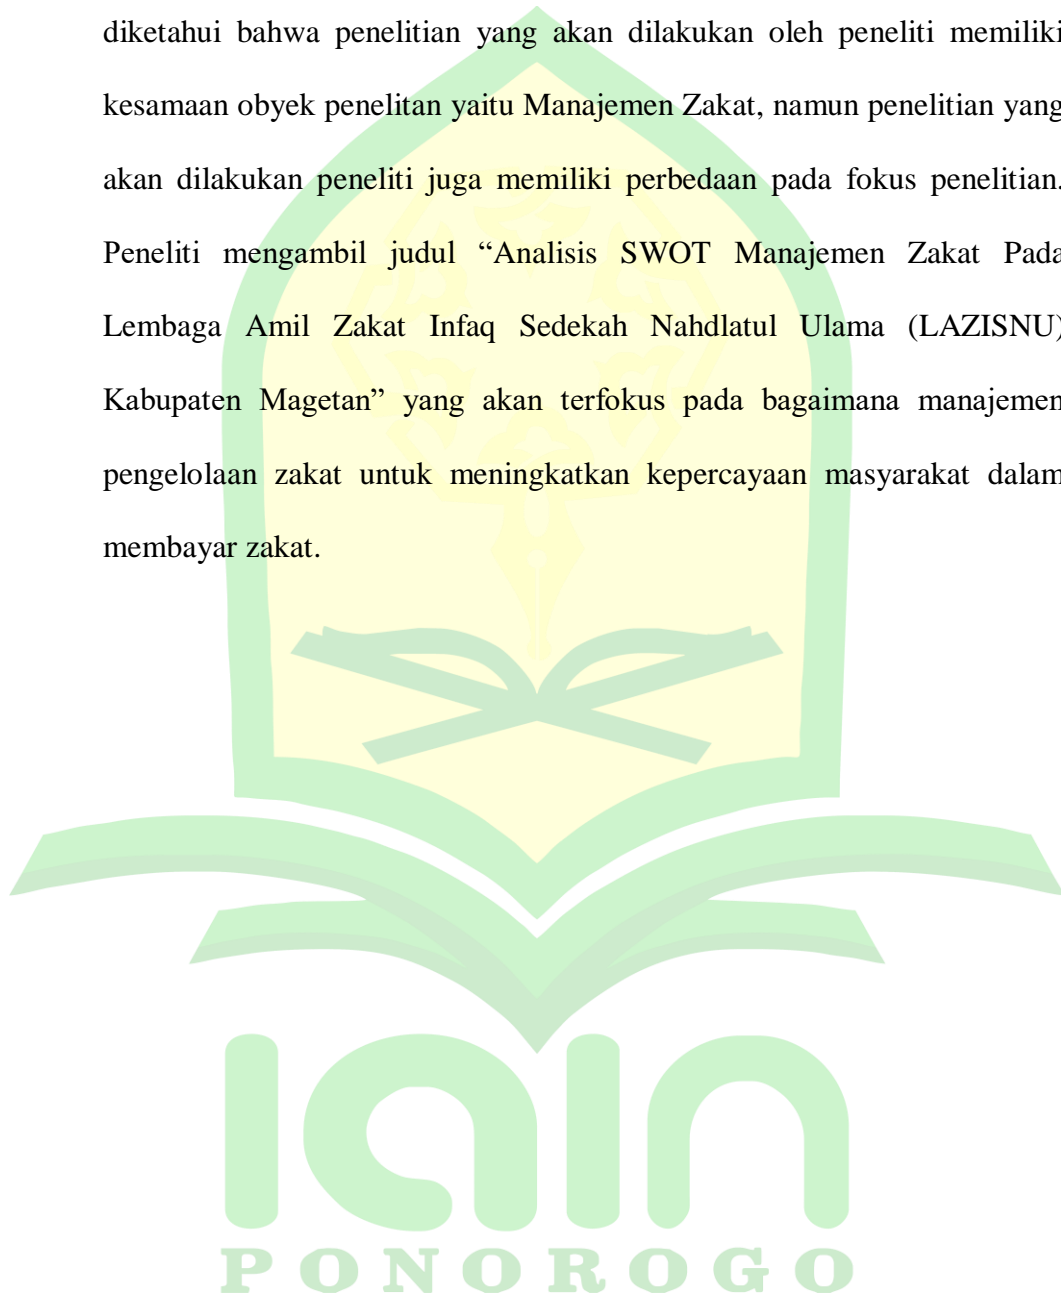 diketahui bahwa penelitian yang akan dilakukan oleh peneliti memiliki
kesamaan obyek penelitan yaitu Manajemen Zakat, namun penelitian yang
akan dilakukan peneliti juga memiliki perbedaan pada fokus penelitian.
Peneliti mengambil judul “Analisis SWOT Manajemen Zakat Pada
Lembaga Amil Zakat Infaq Sedekah Nahdlatul Ulama (LAZISNU)
Kabupaten Magetan” yang akan terfokus pada bagaimana manajemen
pengelolaan zakat untuk meningkatkan kepercayaan masyarakat dalam
membayar zakat.
iain
PONOROGO